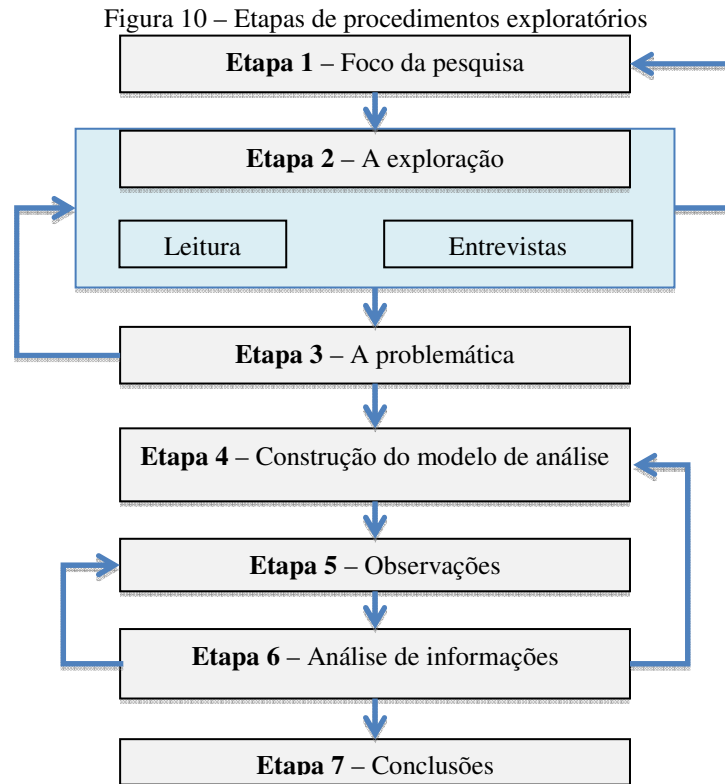 Figura 10 – Etapas de procedimentos exploratórios
Etapa 1 – Foco da pesquisa
Etapa 2 – A exploração
Leitura
Entrevistas
Etapa 3 – A problemática
Etapa 4 – Construção do modelo de análise
Etapa 5 – Observações
Etapa 6 – Análise de informações
Etapa 7 – Conclusões